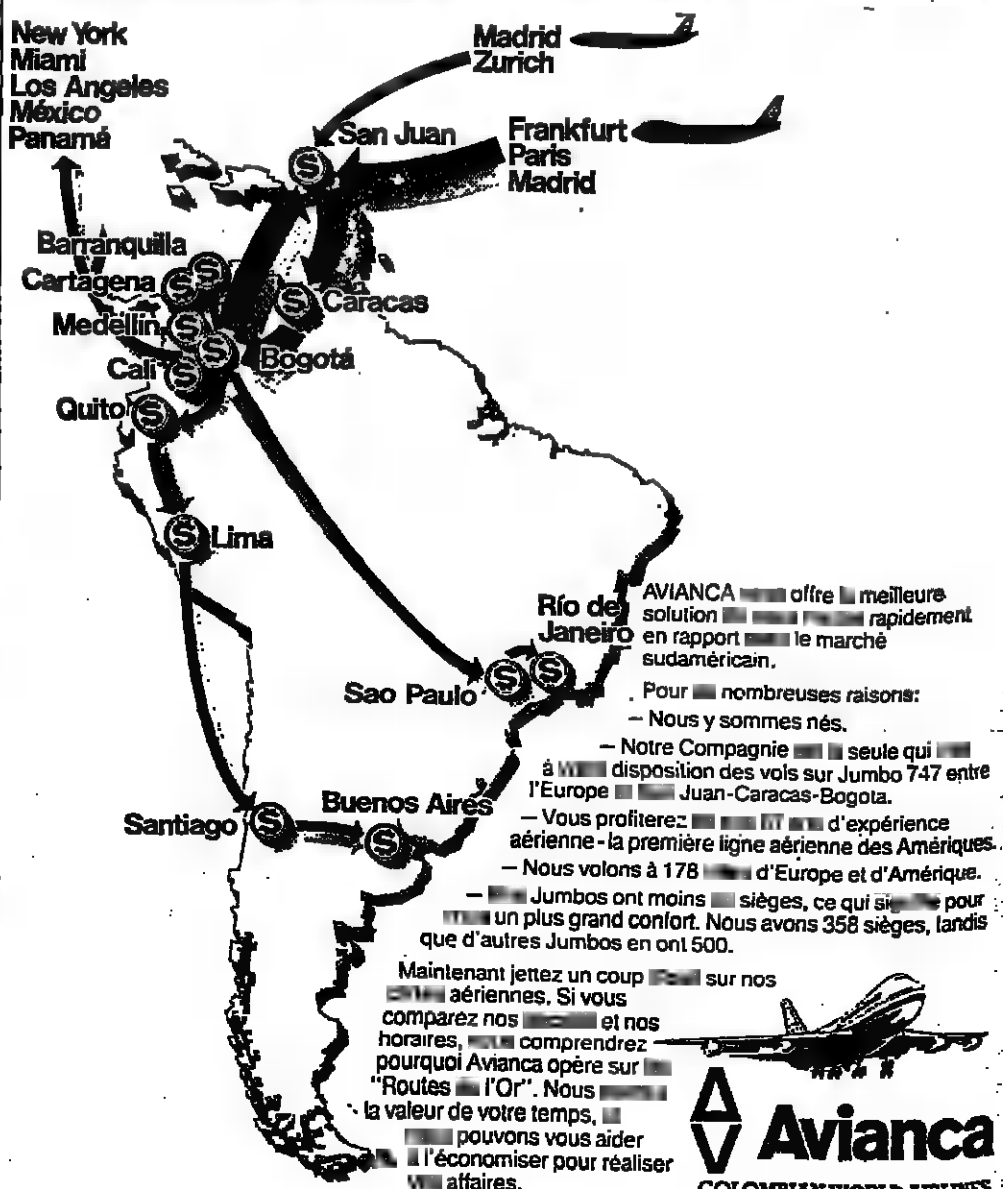 New York
Miami
Los Angeles
México
Panamá
Madrid
Zurich
San Juan
Frankfurt
Paris
Madrid
Barranquilla
Cartagena
Caracas
Medellin
Bogotá
Cali
Quito
Lima
Río de
Janeiro
Sao Paulo
Buenos Aires
Santiago
AVIANCA offre meilleure
solution rapidement
en rapport le marché
sudaméricain.
Pour nombreuses raisons:
– Nous y sommes nés.
– Notre Compagnie seule qui
à disposition des vols sur Jumbo 747 entre
l'Europe Juan-Caracas-Bogota.
– Vous profiterez d'expérience
aérienne - la première ligne aérienne des Amériques.
– Nous volons à 178 d'Europe et d'Amérique.
– Jumbos ont moins sièges, ce qui pour
un plus grand confort. Nous avons 358 sièges, tandis
que d'autres Jumbos en ont 500.
Maintenant jettez un coup sur nos
aériennes. Si vous
comparez nos et nos
horaires, comprendrez
pourquoi Avianca opère sur
"Routes l'Or". Nous
la valeur de votre temps,
pouvons vous aider
l'économiser pour réaliser
affaires.
Avianca
COLOMBIAN WORLD AIRLINES